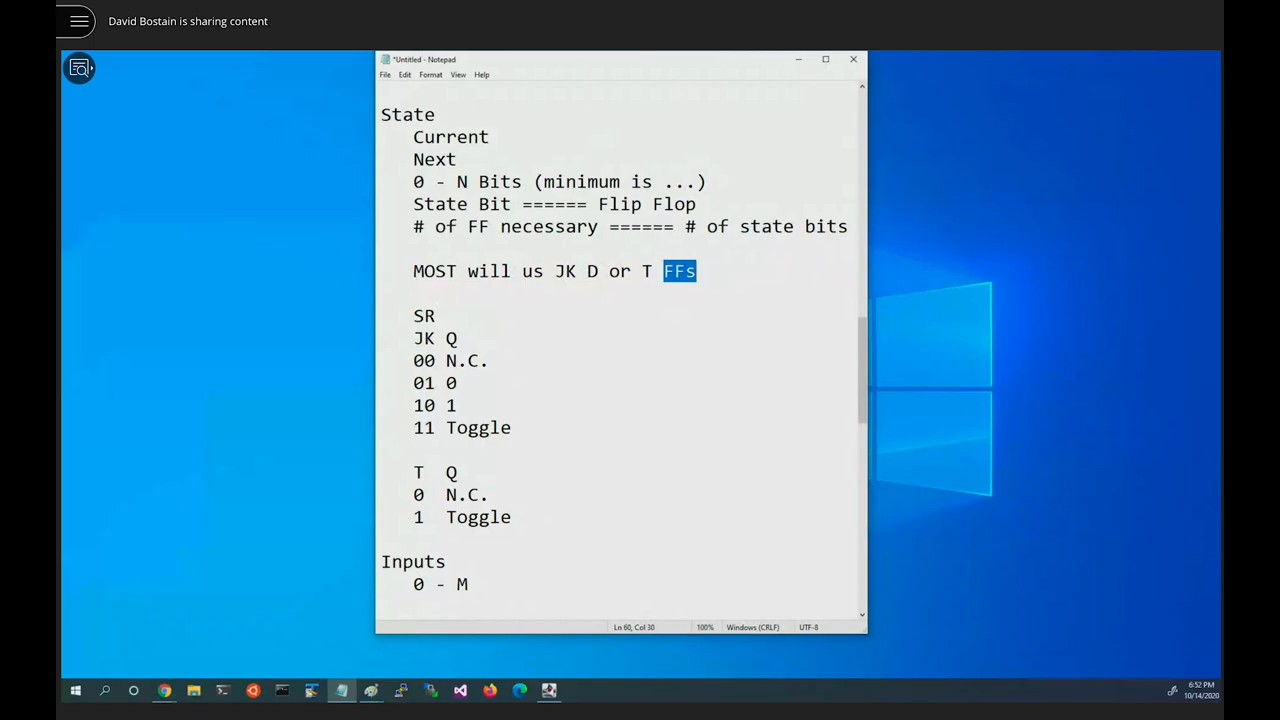 David Bostain is sharing content
*Untitled - Notepad
File Edit Format View Help
State
Current
Next
0 - N Bits (minimum is ...)
State Bit ====== Flip Flop
# of FF necessary ====== # of state bits
MOST will us JK D or T FFs
SR
JK Q
00 N.C.
01 0
10 1
11 Toggle
T Q
0 N.C.
1 Toggle
Inputs
0 - M
Ln 60, Col 30 100% Windows (CRLF) UTF-8
6:52 PM
10/14/2020